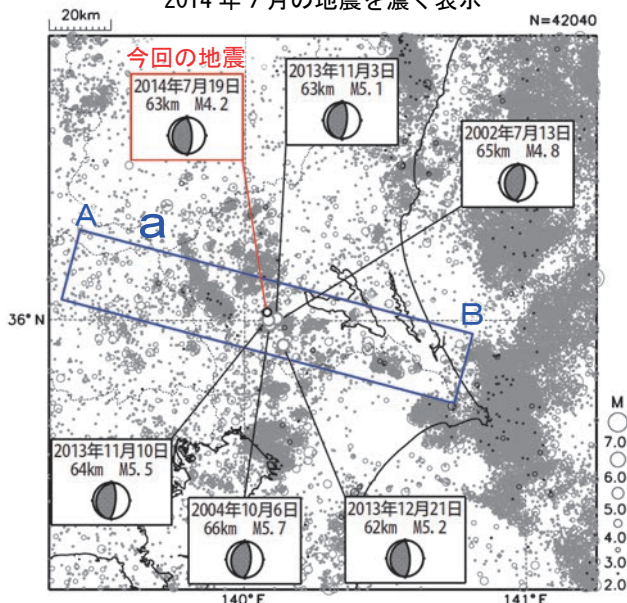 2014 年 7 月の地震を濃く表示
20km
N=42040
今回の地震
2014年7月19日
63km M4.2
2013年11月3日
63km M5.1
2002年7月13日
65km M4.8
A
a
B
36°N
2013年11月10日
64km M5.5
2004年10月6日
66km M5.7
2013年12月21日
62km M5.2
M
7.0
6.0
5.0
4.0
3.0
2.0
140°E
141°E